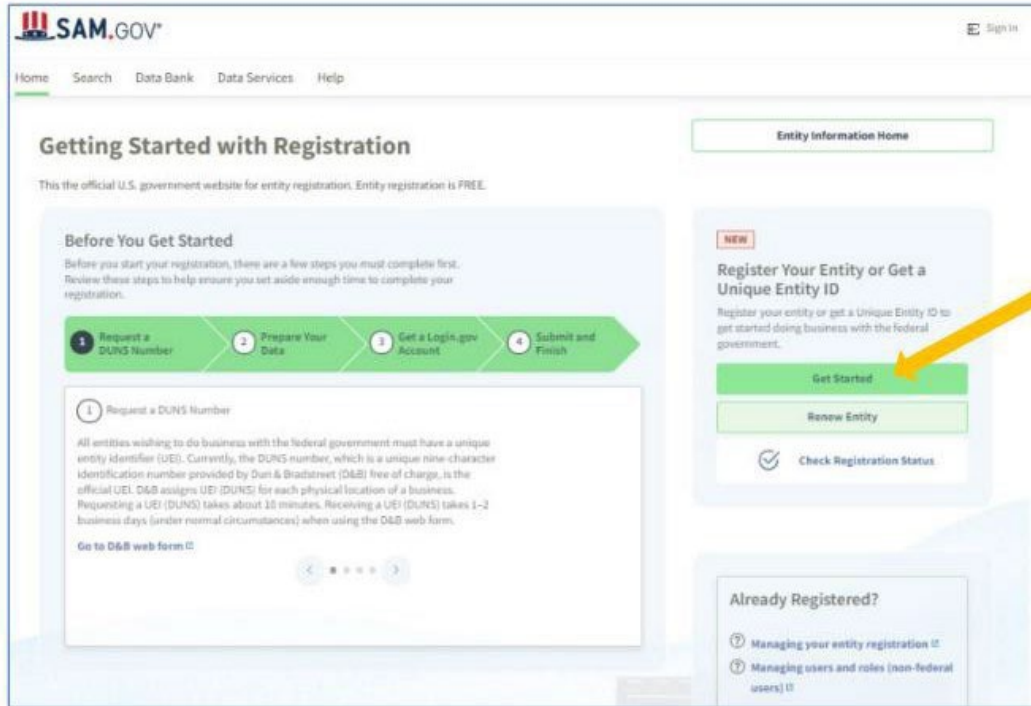 SAM.GOV®
Sign In
Home Search Data Bank Data Services Help
Getting Started with Registration
This the official U.S. government website for entity registration. Entity registration is FREE.
Before You Get Started
Before you start your registration, there are a few steps you must complete first.
Review these steps to help ensure you set aside enough time to complete your
registration.
1 Request a
DUNS Number
2 Prepare Your
Data
3 Get a Login.gov
Account
4 Submit and
Finish
1 Request a DUNS Number
All entities wishing to do business with the federal government must have a unique
entity identifier (UEI). Currently, the DUNS number, which is a unique nine-character
identification number provided by Dun & Bradstreet (D&B) free of charge, is the
official UEI. D&B assigns UEI (DUNS) for each physical location of a business.
Requesting a UEI (DUNS) takes about 10 minutes. Receiving a UEI (DUNS) takes 1–2
business days (under normal circumstances) when using the D&B web form.
Go to D&B web form
Entity Information Home
NEW
Register Your Entity or Get a
Unique Entity ID
Register your entity or get a Unique Entity ID to
get started doing business with the federal
government.
Get Started
Renew Entity
Check Registration Status
Already Registered?
Managing your entity registration
Managing users and roles (non-federal
users)